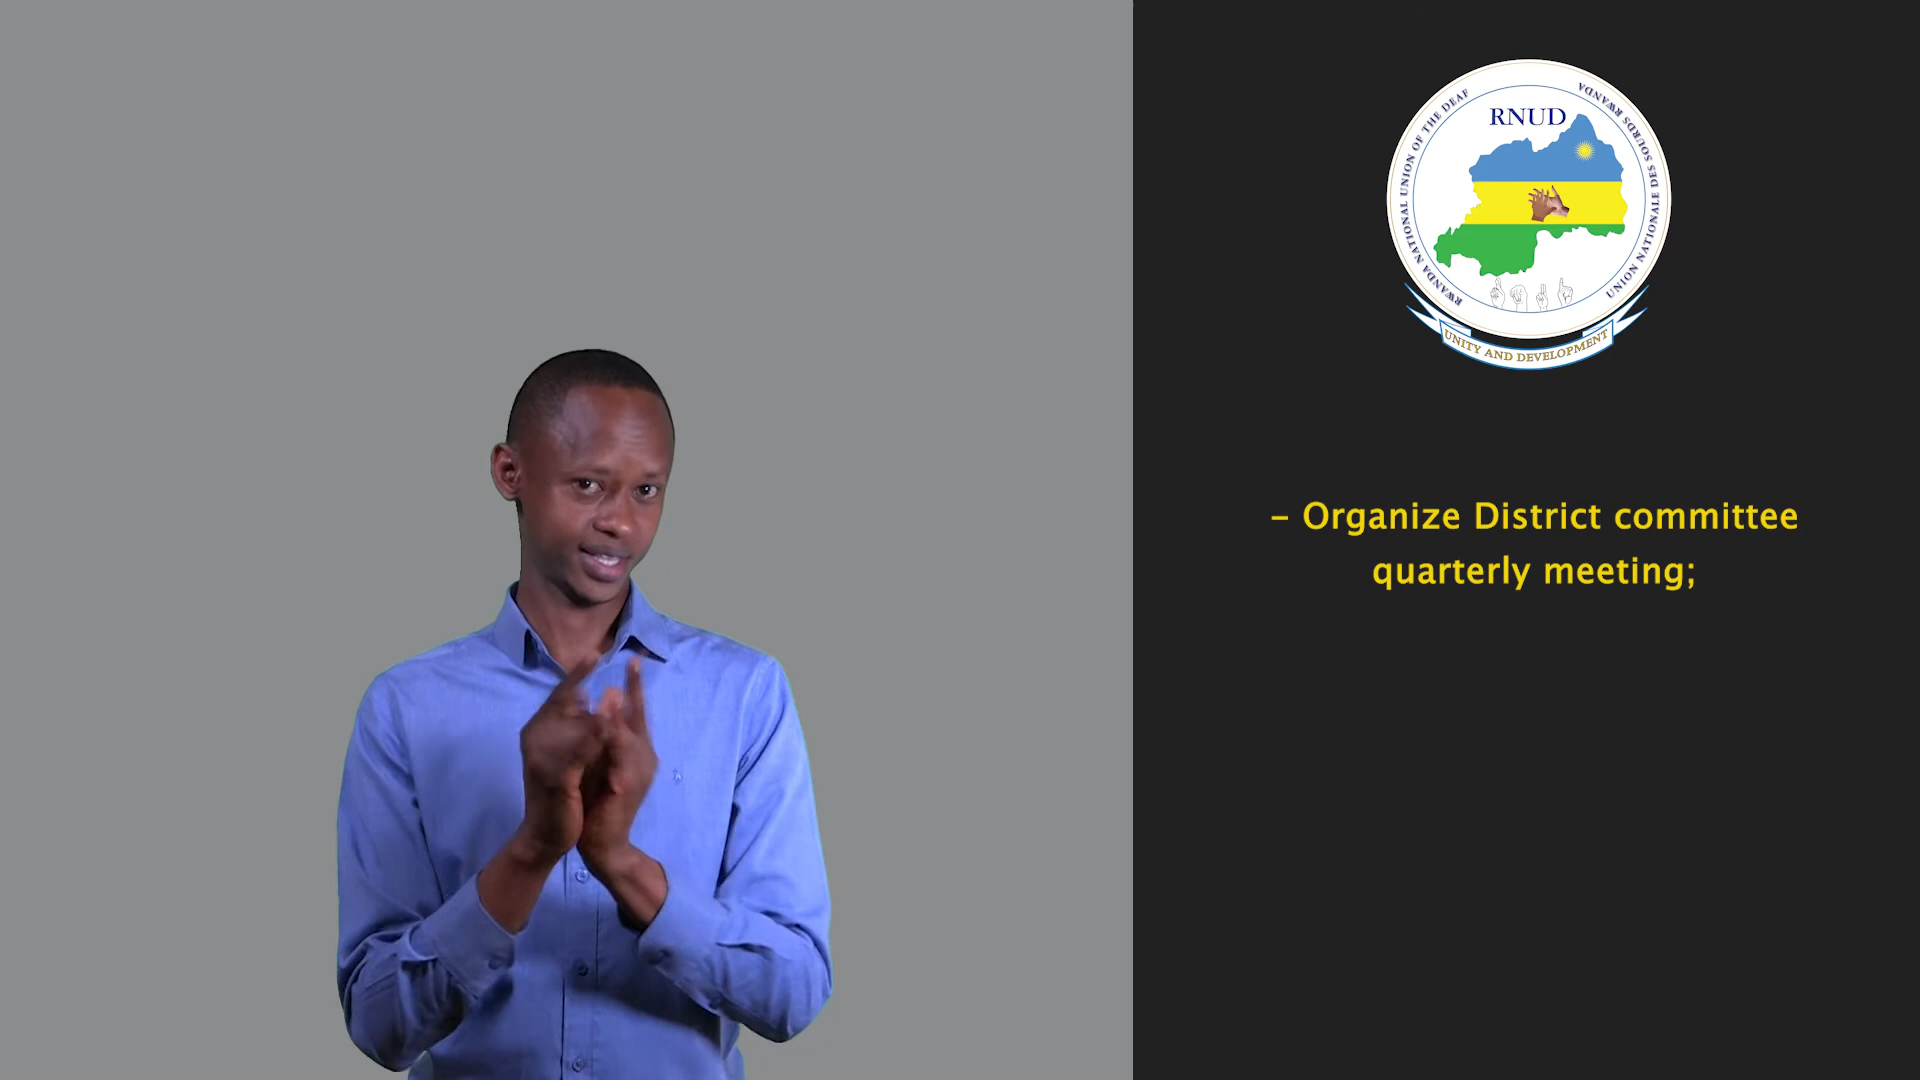 RNUD
RWANDA NATIONAL UNION OF THE DEAF
UNION NATIONALE DES SOURDS RWANDA
UNITY AND DEVELOPMENT
– Organize District committee
quarterly meeting;